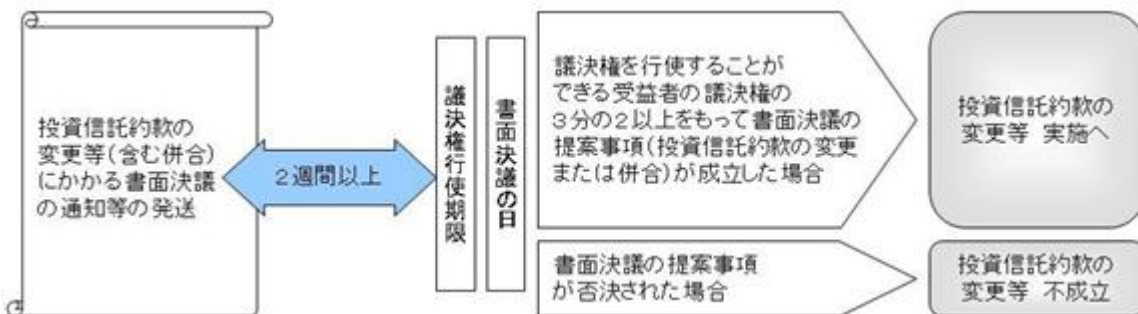 投資信託約款の
変更等(含む併合)
にかかる書面決議
の通知等の発送
2週間以上
議決権行使期限
書面決議の日
議決権を行使することが
できる受益者の議決権の
3分の2以上をもって書面決議の
提案事項(投資信託約款の変更
または併合)が成立した場合
投資信託約款の
変更等 実施へ
書面決議の提案事項
が否決された場合
投資信託約款の
変更等 不成立